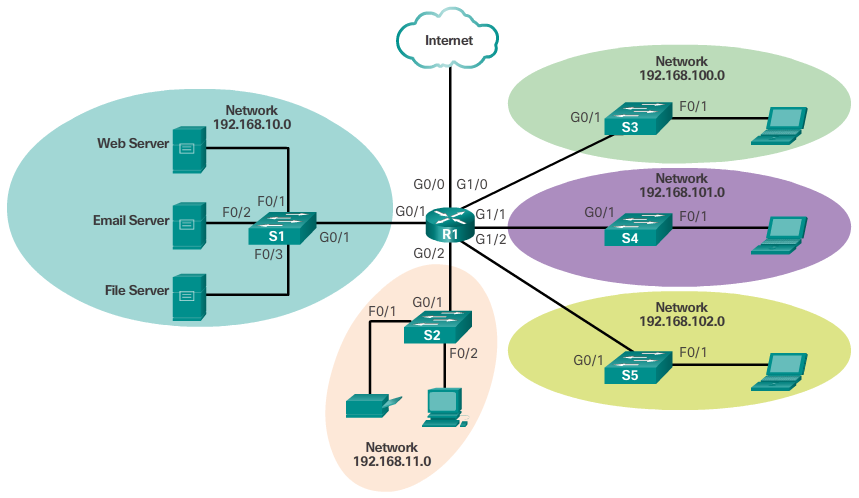 Internet
Network
192.168.10.0
Web Server
Email Server
File Server
F0/1
F0/2
F0/3
S1
G0/1
G0/1
G0/0
G1/0
R1
G1/1
G1/2
G0/2
Network
192.168.100.0
G0/1
S3
F0/1
Network
192.168.101.0
G0/1
S4
F0/1
Network
192.168.102.0
G0/1
S5
F0/1
F0/1
G0/1
S2
F0/2
Network
192.168.11.0